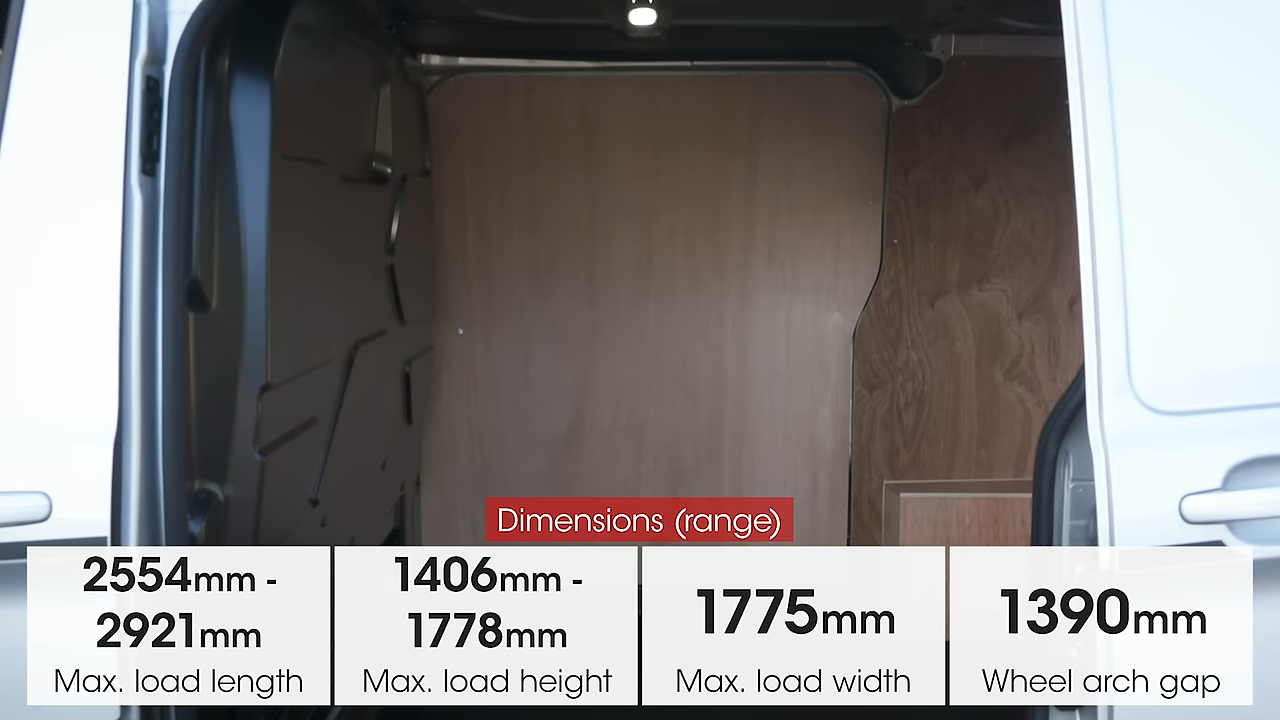 Dimensions (range)
2554mm -
2921mm
Max. load length
1406mm -
1778mm
Max. load height
1775mm
Max. load width
1390mm
Wheel arch gap